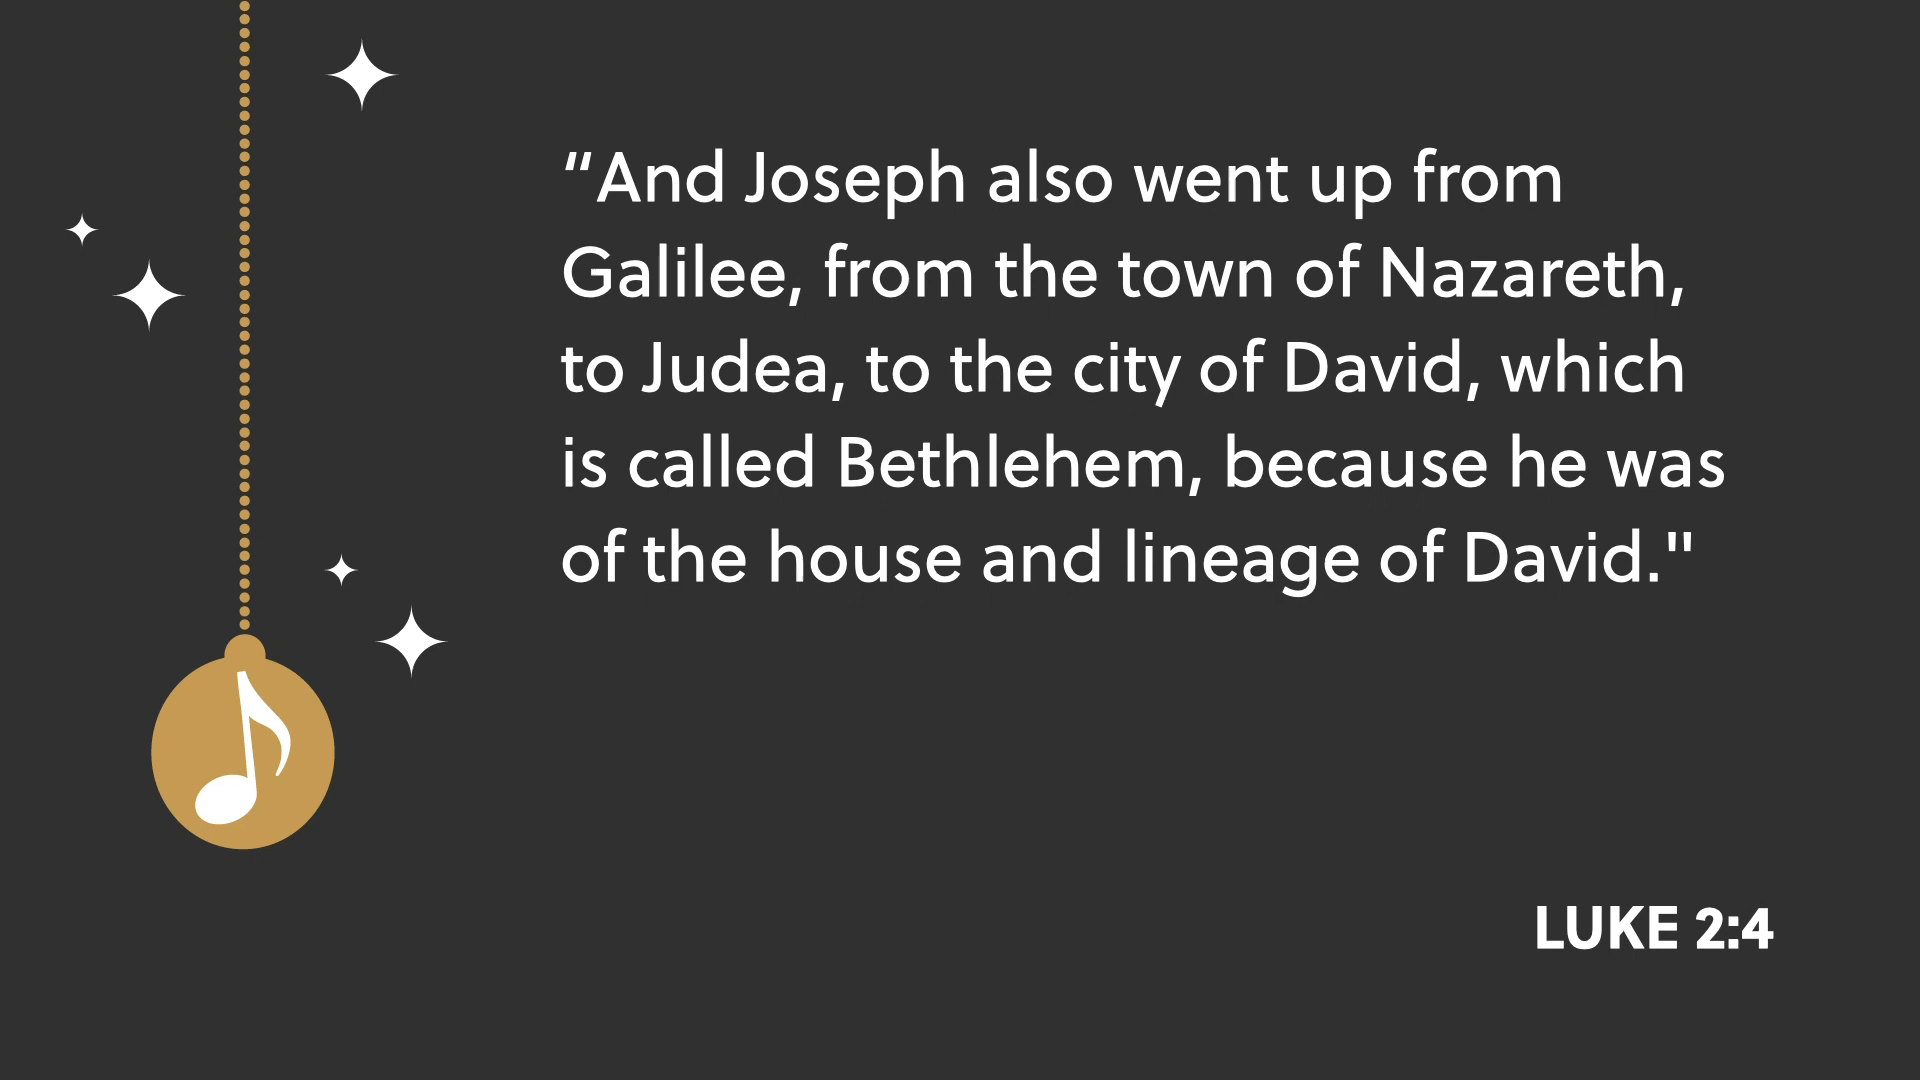 “And Joseph also went up from
Galilee, from the town of Nazareth,
to Judea, to the city of David, which
is called Bethlehem, because he was
of the house and lineage of David."
LUKE 2:4